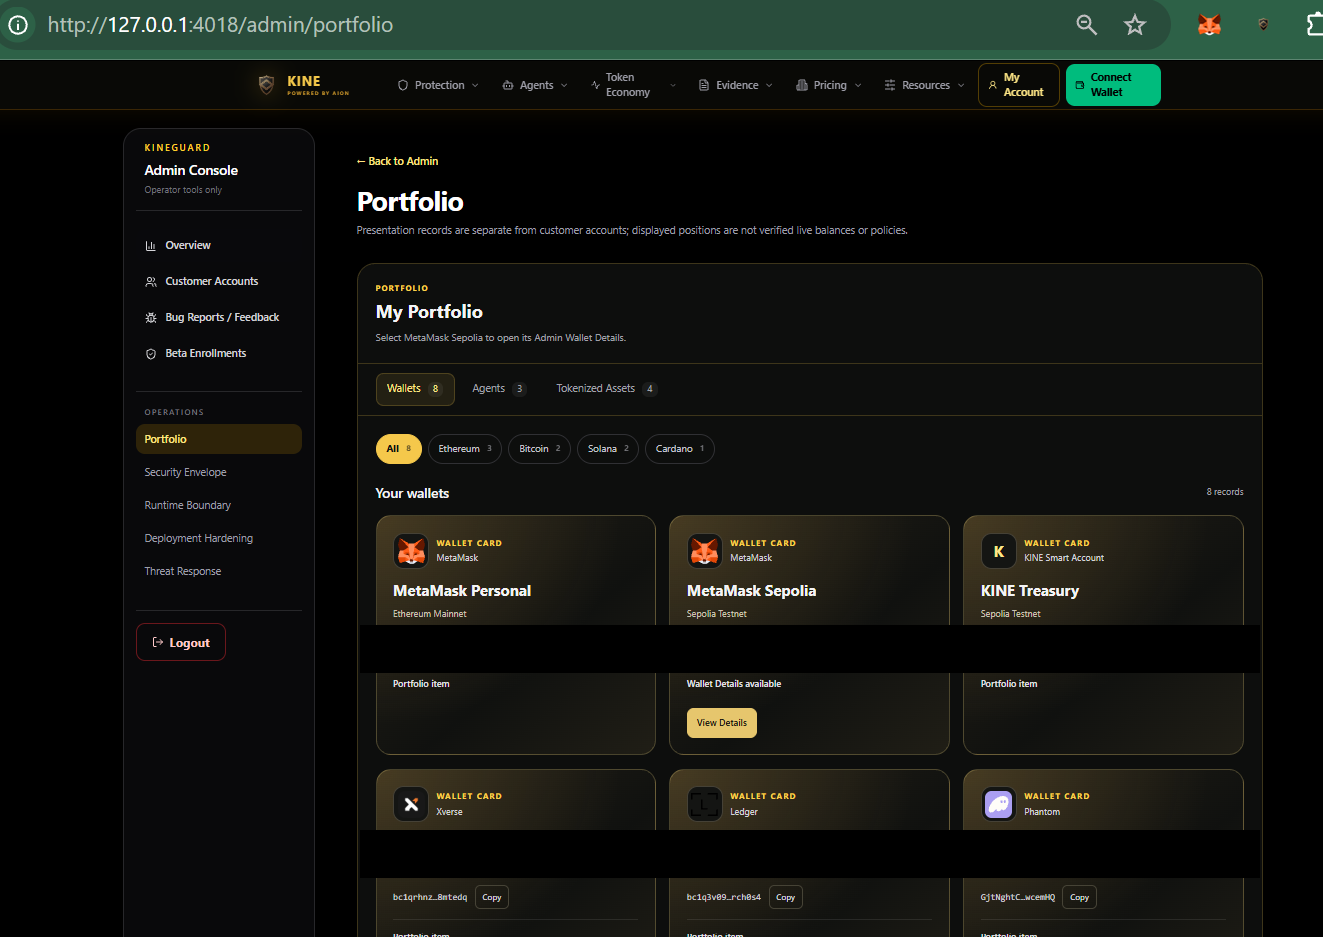 http://127.0.0.1:4018/admin/portfolio
KINE
POWERED BY AION
Protection
Agents
Token
Economy
Evidence
Pricing
Resources
My
Account
Connect
Wallet
KINEGUARD
Admin Console
Operator tools only
Overview
Customer Accounts
Bug Reports / Feedback
Beta Enrollments
OPERATIONS
Portfolio
Security Envelope
Runtime Boundary
Deployment Hardening
Threat Response
Logout
← Back to Admin
Portfolio
Presentation records are separate from customer accounts; displayed positions are not verified live balances or policies.
PORTFOLIO
My Portfolio
Select MetaMask Sepolia to open its Admin Wallet Details.
Wallets 8
Agents 3
Tokenized Assets 4
All 8
Ethereum 3
Bitcoin 2
Solana 2
Cardano 1
Your wallets
8 records
WALLET CARD
MetaMask
MetaMask Personal
Ethereum Mainnet
Portfolio item
WALLET CARD
MetaMask
MetaMask Sepolia
Sepolia Testnet
Wallet Details available
View Details
K
WALLET CARD
KINE Smart Account
KINE Treasury
Sepolia Testnet
Portfolio item
WALLET CARD
Xverse
bc1qrhnz…8mtedq
Copy
Portfolio item
WALLET CARD
Ledger
bc1q3v09…rch0s4
Copy
Portfolio item
WALLET CARD
Phantom
GjtNghtC…wcemHQ
Copy
Portfolio item